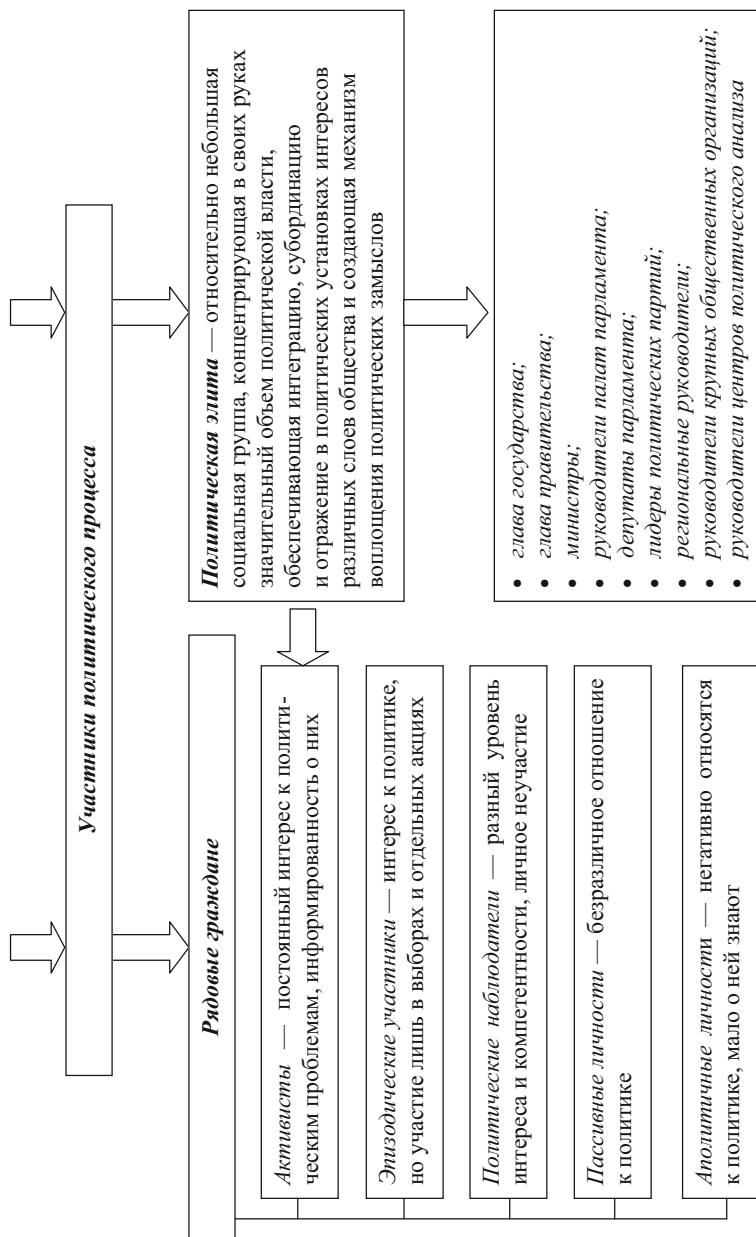 Участники политического процесса
Рядовые граждане
Активисты — постоянный интерес к полити-
ческим проблемам, информированность о них
Эпизодические участники — интерес к политике,
но участие лишь в выборах и отдельных акциях
Политические наблюдатели — разный уровень
интереса и компетентности, личное неучастие
Пассивные личности — безразличное отношение
к политике
Аполитичные личности — негативно относятся
к политике, мало о ней знают
Политическая элита — относительно небольшая
социальная группа, концентрирующая в своих руках
значительный объем политической власти,
обеспечивающая интеграцию, субординацию
и отражение в политических установках интересов
различных слоев общества и создающая механизм
воплощения политических замыслов
• глава государства;
• глава правительства;
• министры;
• руководители палат парламента;
• депутаты парламента;
• лидеры политических партий;
• региональные руководители;
• руководители крупных общественных организаций;
• руководители центров политического анализа